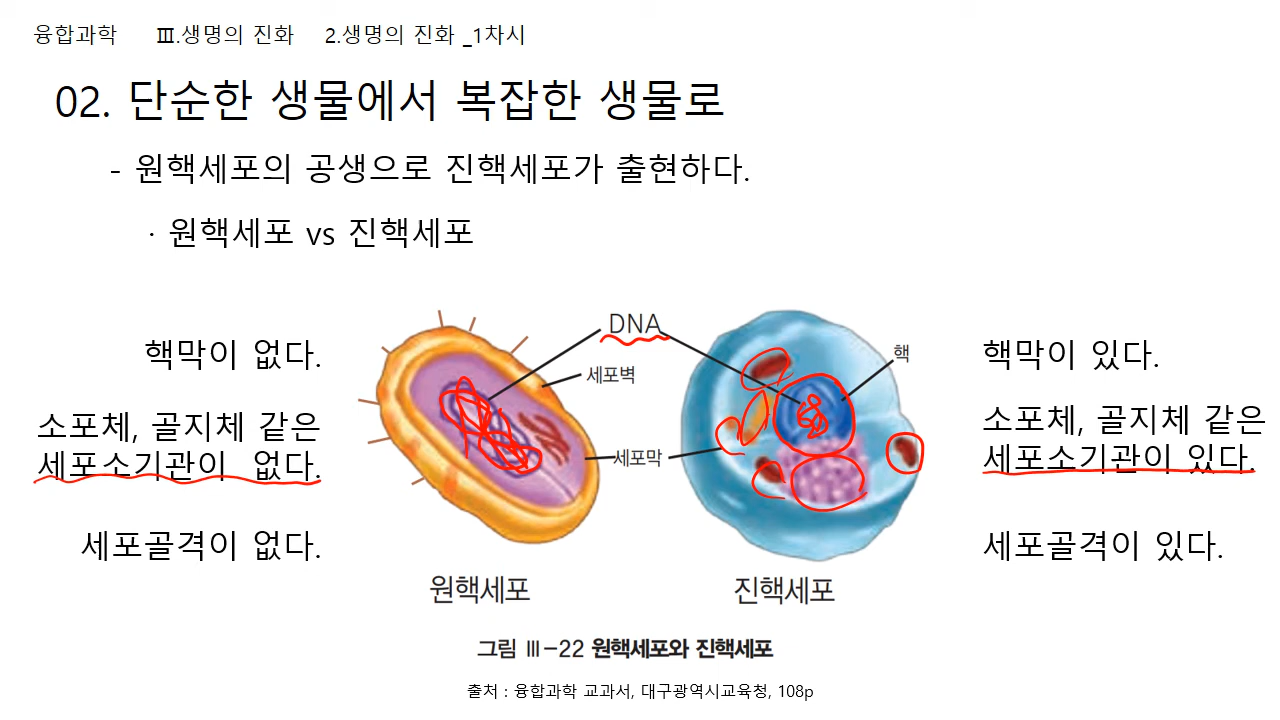 융합과학 Ⅲ.생명의 진화 2.생명의 진화 _1차시
02. 단순한 생물에서 복잡한 생물로
- 원핵세포의 공생으로 진핵세포가 출현하다.
· 원핵세포 vs 진핵세포
핵막이 없다.
소포체, 골지체 같은
세포소기관이 없다.
세포골격이 없다.
DNA
세포벽
핵
세포막
원핵세포
진핵세포
핵막이 있다.
소포체, 골지체 같은
세포소기관이 있다.
세포골격이 있다.
그림 Ⅲ-22 원핵세포와 진핵세포
출처 : 융합과학 교과서, 대구광역시교육청, 108p